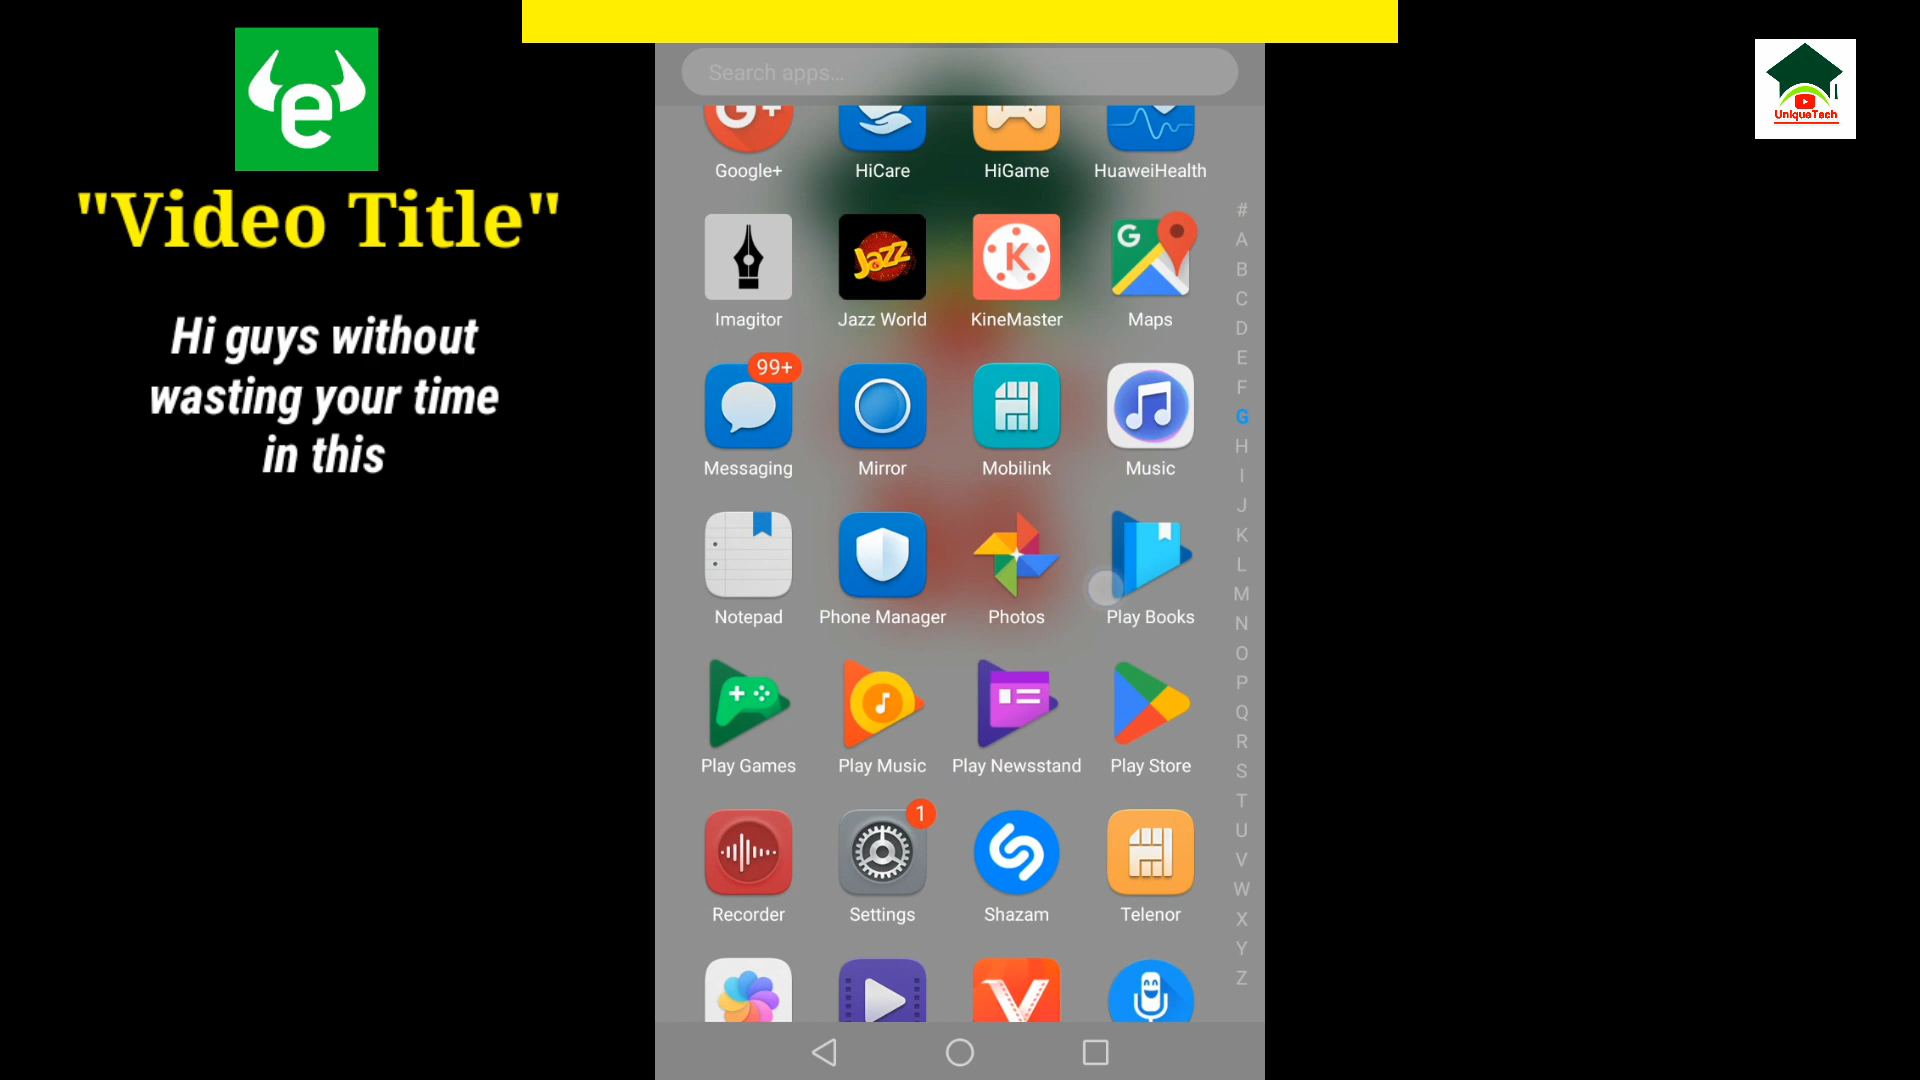 e
"Video Title"
Hi guys without
wasting your time
in this
UniqueTech
Search apps...
G+
Google+
HiCare
HiGame
HuaweiHealth
Jazz
K
G
Imagitor
Jazz World
KineMaster
Maps
99+
Messaging
Mirror
Mobilink
Music
Notepad
Phone Manager
Photos
Play Books
Play Games
Play Music
Play Newsstand
Play Store
1
Recorder
Settings
Shazam
Telenor
#
A
B
C
D
E
F
G
H
I
J
K
L
M
N
O
P
Q
R
S
T
U
V
W
X
Y
Z